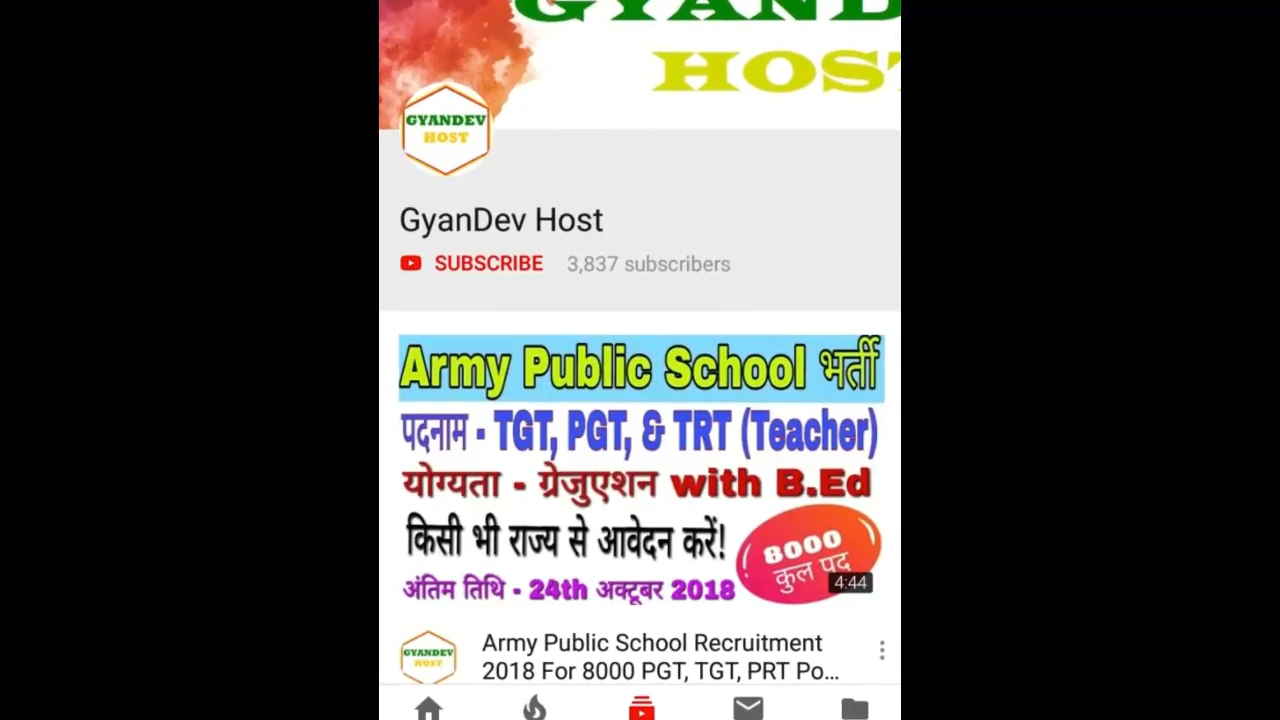 GYAND
HOST
GYANDEV
HOST
GyanDev Host
SUBSCRIBE 3,837 subscribers
Army Public School भर्ती
पदनाम - TGT, PGT, & TRT (Teacher)
योग्यता - ग्रेजुएशन with B.Ed
किसी भी राज्य से आवेदन करें!
8000
कुल पद
4:44
अंतिम तिथि - 24th अक्टूबर 2018
GYANDEV
HOST
Army Public School Recruitment
2018 For 8000 PGT, TGT, PRT Po...